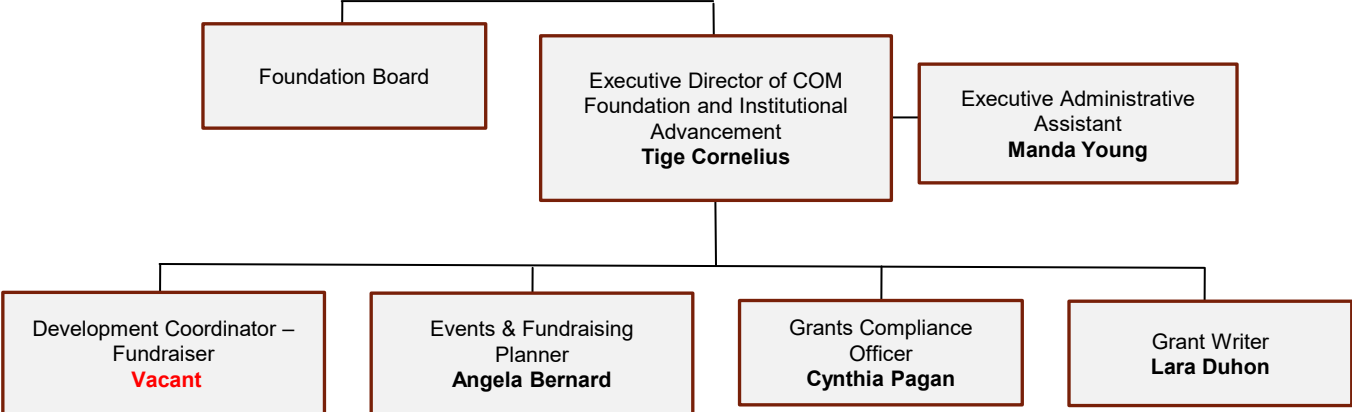 Foundation Board
Executive Director of COM
Foundation and Institutional
Advancement
Tige Cornelius
Executive Administrative
Assistant
Manda Young
Development Coordinator –
Fundraiser
Vacant
Events & Fundraising
Planner
Angela Bernard
Grants Compliance
Officer
Cynthia Pagan
Grant Writer
Lara Duhon